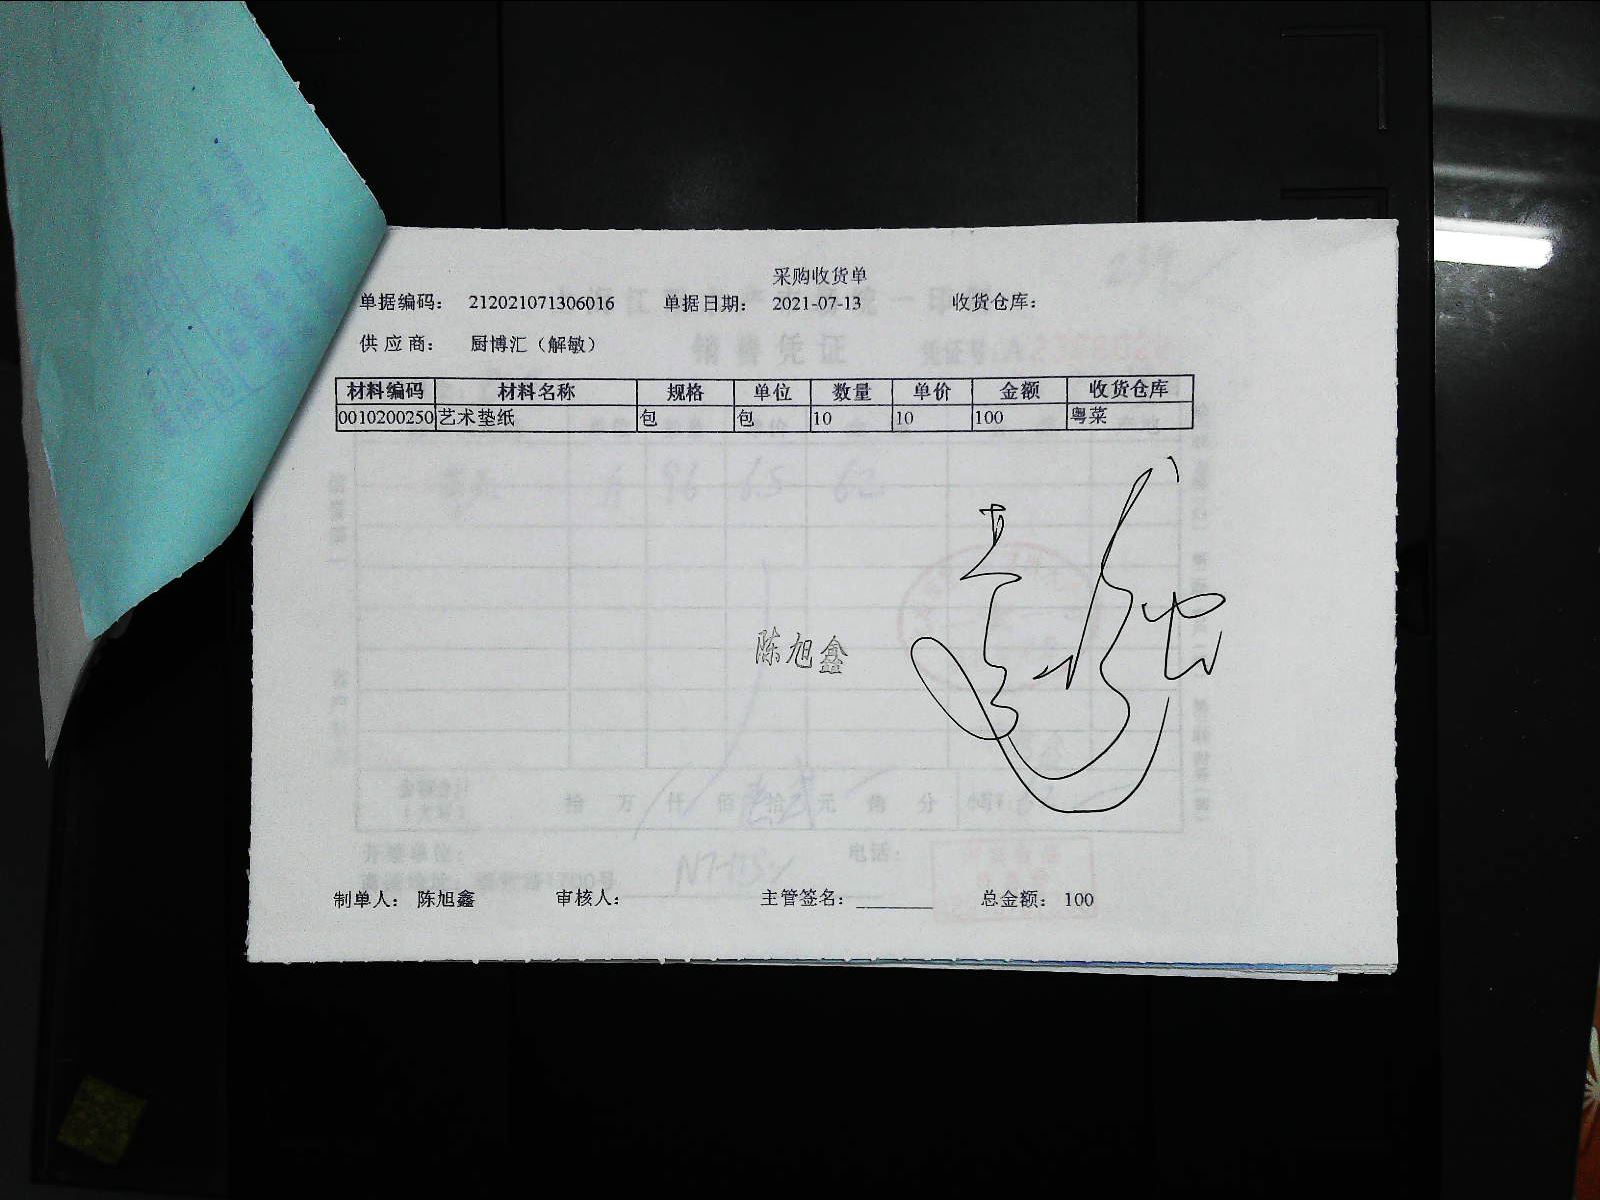 采购收货单
单据编码： 212021071306016 单据日期： 2021-07-13 收货仓库：
供应商： 厨博汇（解敏）
材料编码 材料名称 规格 单位 数量 单价 金额 收货仓库
0010200250 艺术垫纸 包 包 10 10 100 粤菜
陈旭鑫
制单人： 陈旭鑫 审核人： 主管签名： 总金额： 100